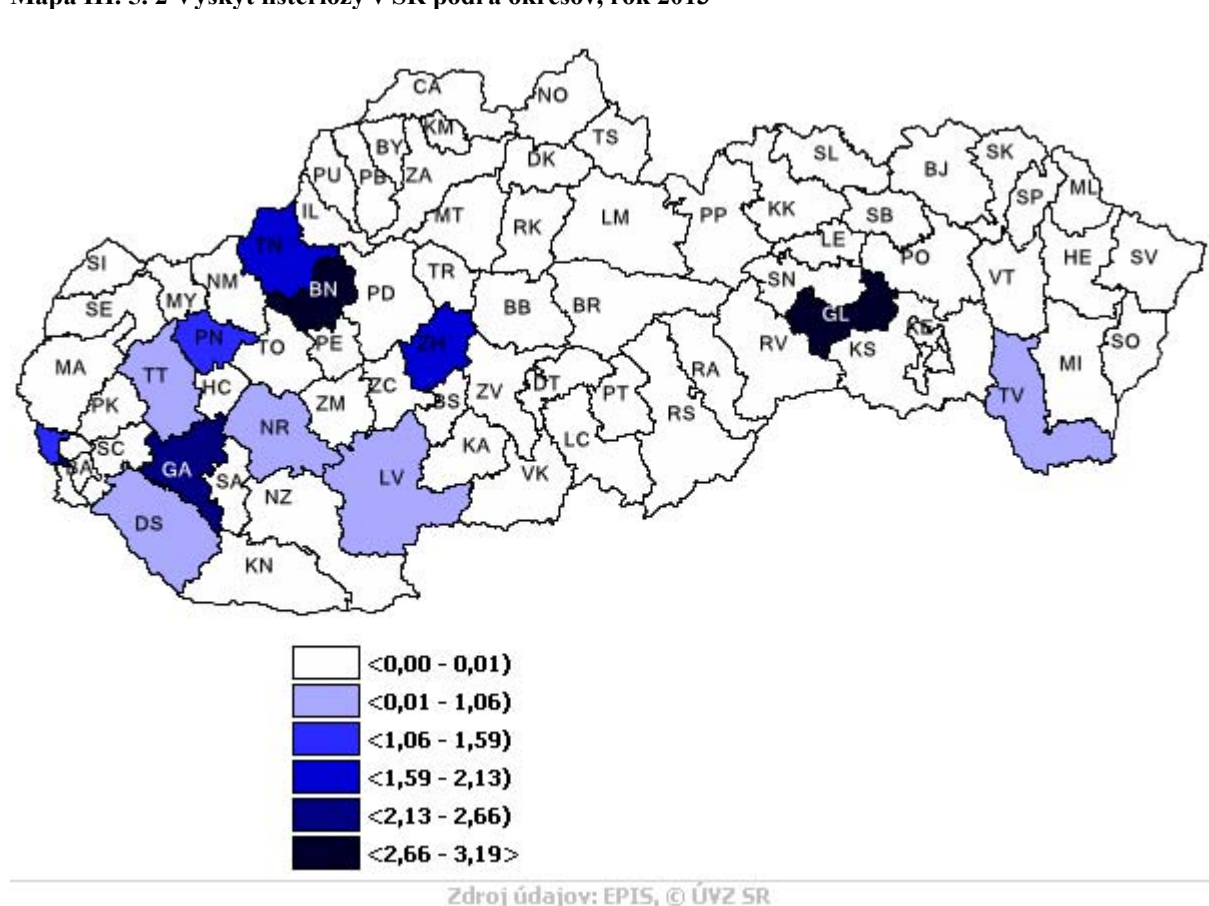 Mapa III. 3. 2 Výskyt listeriózy v SR podľa okresov, rok 2015
CA
NO
KM
TS
BY
DK
PU
PB
ZA
SL
BJ
SK
ML
SP
IL
MT
RK
LM
PP
KK
SB
TN
LE
PO
HE
SV
SI
NM
BN
PD
TR
SN
VT
SE
MY
BB
BR
GL
PN
TO
PE
ZH
RV
KS
KE
SO
MA
TT
HC
ZC
MI
PK
ZM
BS
ZV
DT
PT
RA
TV
NR
RS
SC
BA
GA
SA
LV
KA
LC
VK
NZ
DS
KN
<0,00 - 0,01)
<0,01 - 1,06)
<1,06 - 1,59)
<1,59 - 2,13)
<2,13 - 2,66)
<2,66 - 3,19>
Zdroj údajov: EPIS, © ÚVZ SR